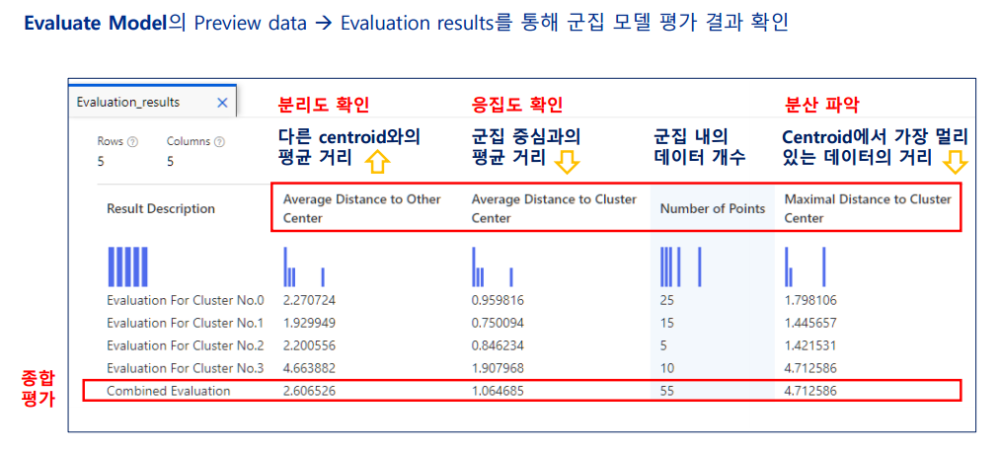 Evaluate Model의 Preview data → Evaluation results를 통해 군집 모델 평가 결과 확인
Evaluation_results ×
분리도 확인 응집도 확인 분산 파악
Rows ? Columns ?
5 5
다른 centroid와의 군집 중심과의 군집 내의 Centroid에서 가장 멀리
평균 거리 평균 거리 데이터 개수 있는 데이터의 거리
Result Description Average Distance to Other Center Average Distance to Cluster Center Number of Points Maximal Distance to Cluster Center
Evaluation For Cluster No.0 2.270724 0.959816 25 1.798106
Evaluation For Cluster No.1 1.929949 0.750094 15 1.445657
Evaluation For Cluster No.2 2.200556 0.846234 5 1.421531
Evaluation For Cluster No.3 4.663882 1.907968 10 4.712586
종합
평가
Combined Evaluation 2.606526 1.064685 55 4.712586